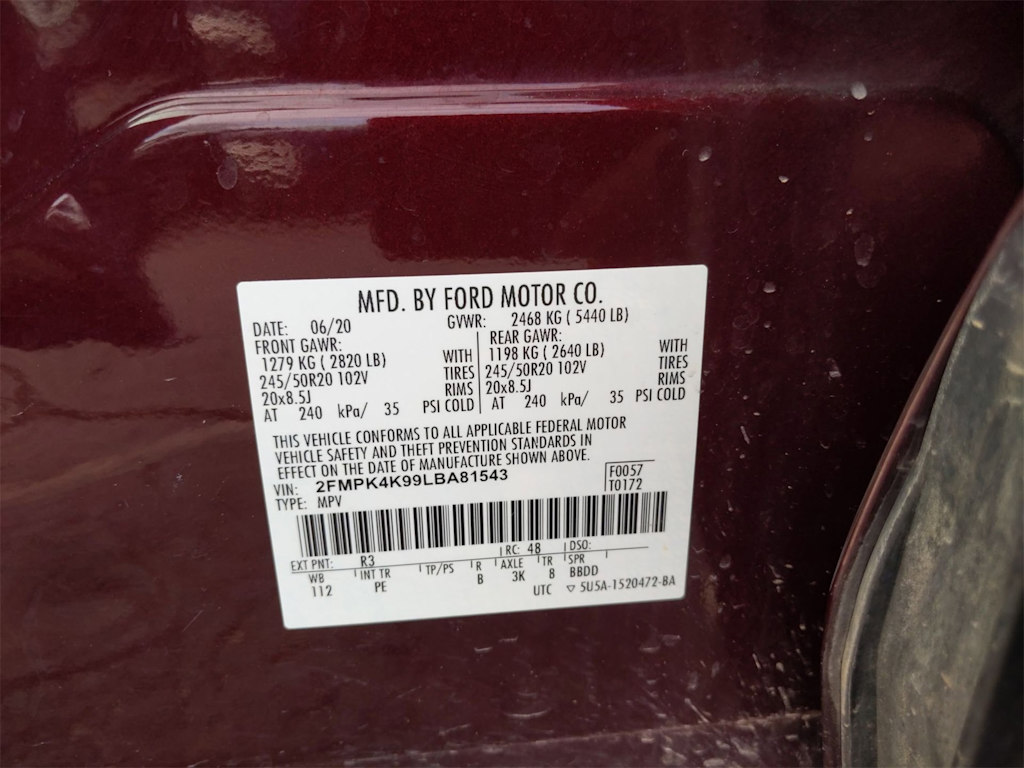 MFD. BY FORD MOTOR CO.
DATE: 06/20 GVWR: 2468 KG ( 5440 LB)
FRONT GAWR: REAR GAWR:
1279 KG ( 2820 LB) WITH 1198 KG ( 2640 LB) WITH
245/50R20 102V TIRES 245/50R20 102V TIRES
20x8.5J RIMS 20x8.5J RIMS
AT 240 kPa/ 35 PSI COLD AT 240 kPa/ 35 PSI COLD
THIS VEHICLE CONFORMS TO ALL APPLICABLE FEDERAL MOTOR
VEHICLE SAFETY AND THEFT PREVENTION STANDARDS IN
EFFECT ON THE DATE OF MANUFACTURE SHOWN ABOVE.
VIN: 2FMPK4K99LBA81543 F0057
TYPE: MPV T0172
EXT PNT: R3 RC: 48 DSO:
WB INT TR TP/PS R AXLE TR SPR
112 PE B 3K 8 BBDD
UTC ▽ 5U5A-1520472-BA